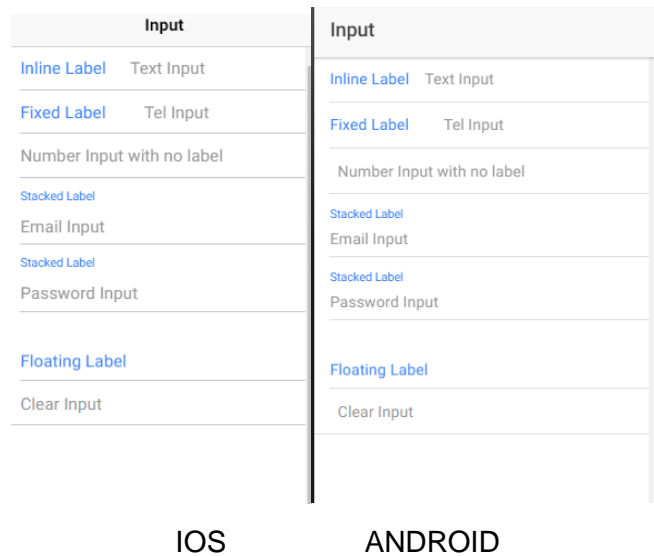 Input
Inline Label Text Input
Fixed Label Tel Input
Number Input with no label
Stacked Label
Email Input
Stacked Label
Password Input
Floating Label
Clear Input
Input
Inline Label Text Input
Fixed Label Tel Input
Number Input with no label
Stacked Label
Email Input
Stacked Label
Password Input
Floating Label
Clear Input
IOS
ANDROID